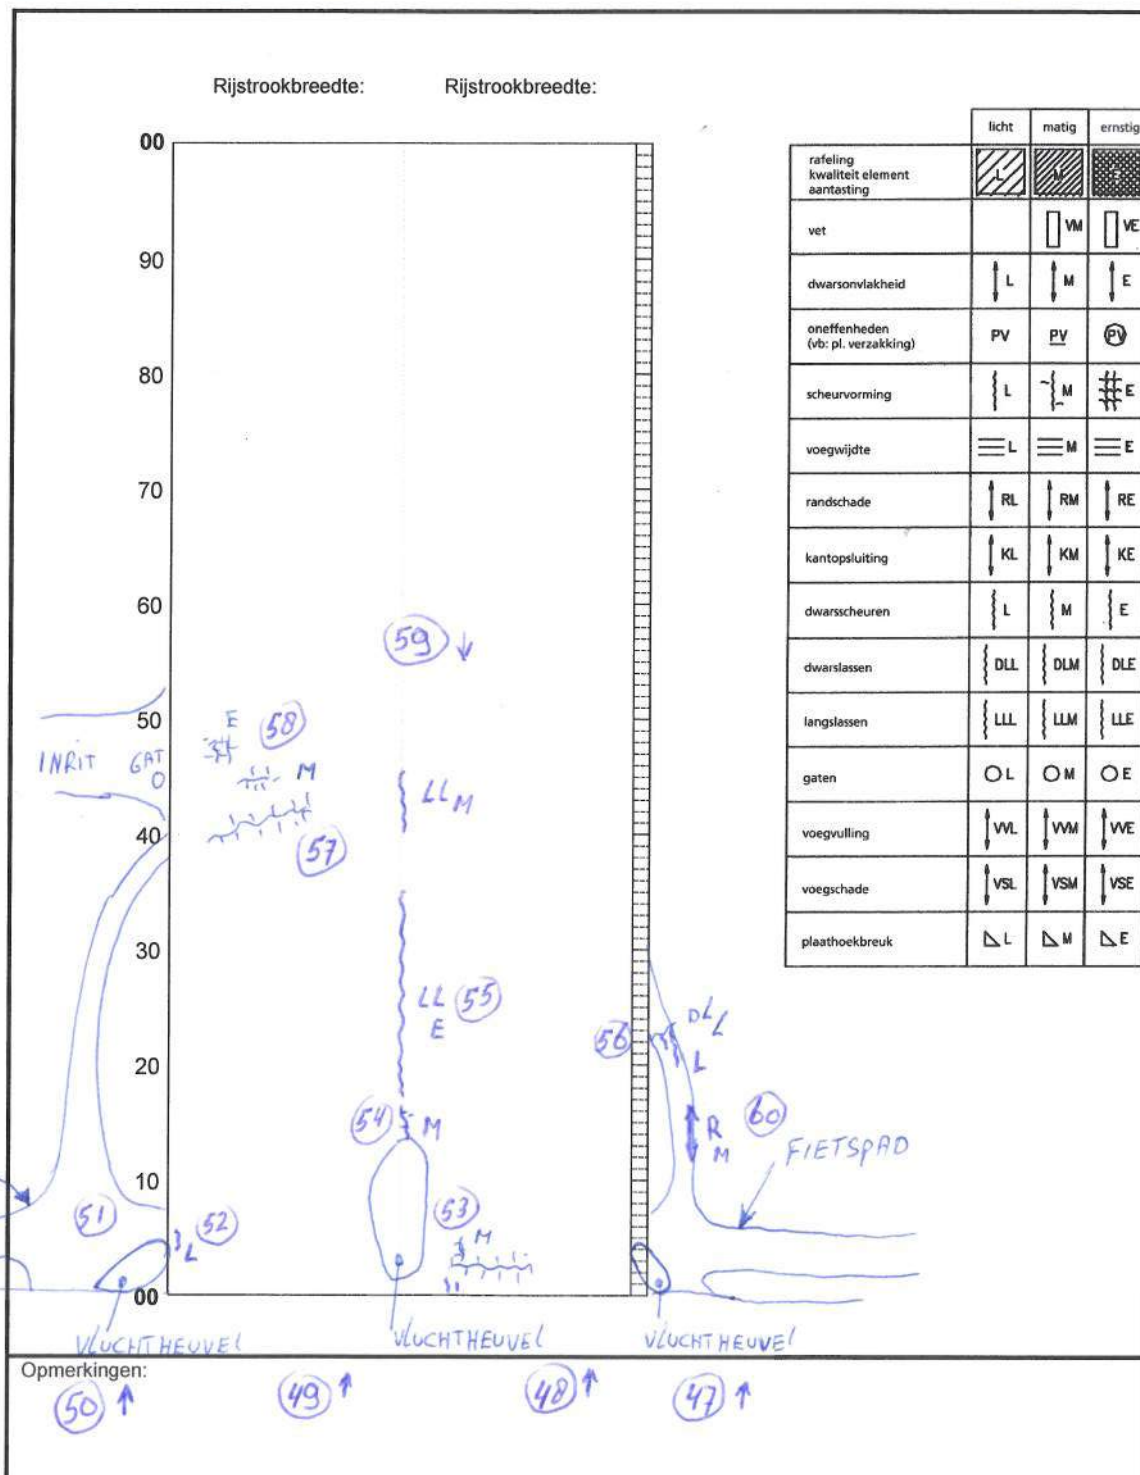 Rijstrookbreedte: Rijstrookbreedte:
licht matig ernstig
rafeling
kwaliteit element
aantasting
L M E
vet VM VE
dwarsonvlakheid L M E
oneffenheden
(vb: pl. verzakking)
PV PV PV
scheurvorming L M E
voegwijdte L M E
randschade RL RM RE
kantopsluiting KL KM KE
dwarsscheuren L M E
dwarslassen DLL DLM DLE
langslassen LLL LLM LLE
gaten L M E
voegvulling VVL VVM VVE
voegschade VSL VSM VSE
plaathoekbreuk L M E
00
90
80
70
60
59
50
E 58
INRIT GAT
M
LL M
40
57
30
LL 55
E
56 DLL
L
20
54 M
60
R
M
FIETSPAD
10
51 52 53
L
M
00
VLUCHTHEUVEL VLUCHTHEUVEL VLUCHTHEUVEL
Opmerkingen:
50 ↑ 49 ↑ 48 ↑ 47 ↑